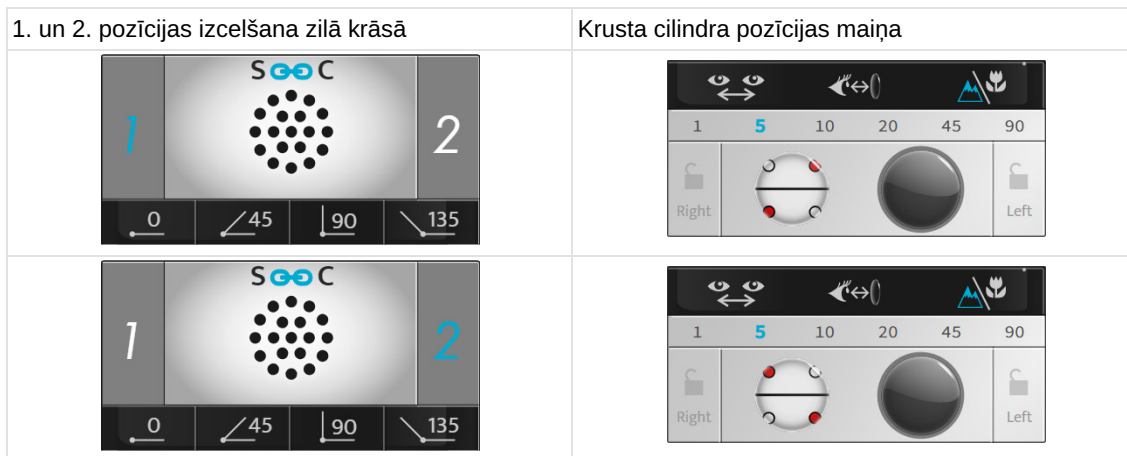 1. un 2. pozīcijas izcelšana zilā krāsā
Krusta cilindra pozīcijas maiņa
S C
1
2
0 45 90 135
1 5 10 20 45 90
Right
Left
S C
1
2
0 45 90 135
1 5 10 20 45 90
Right
Left